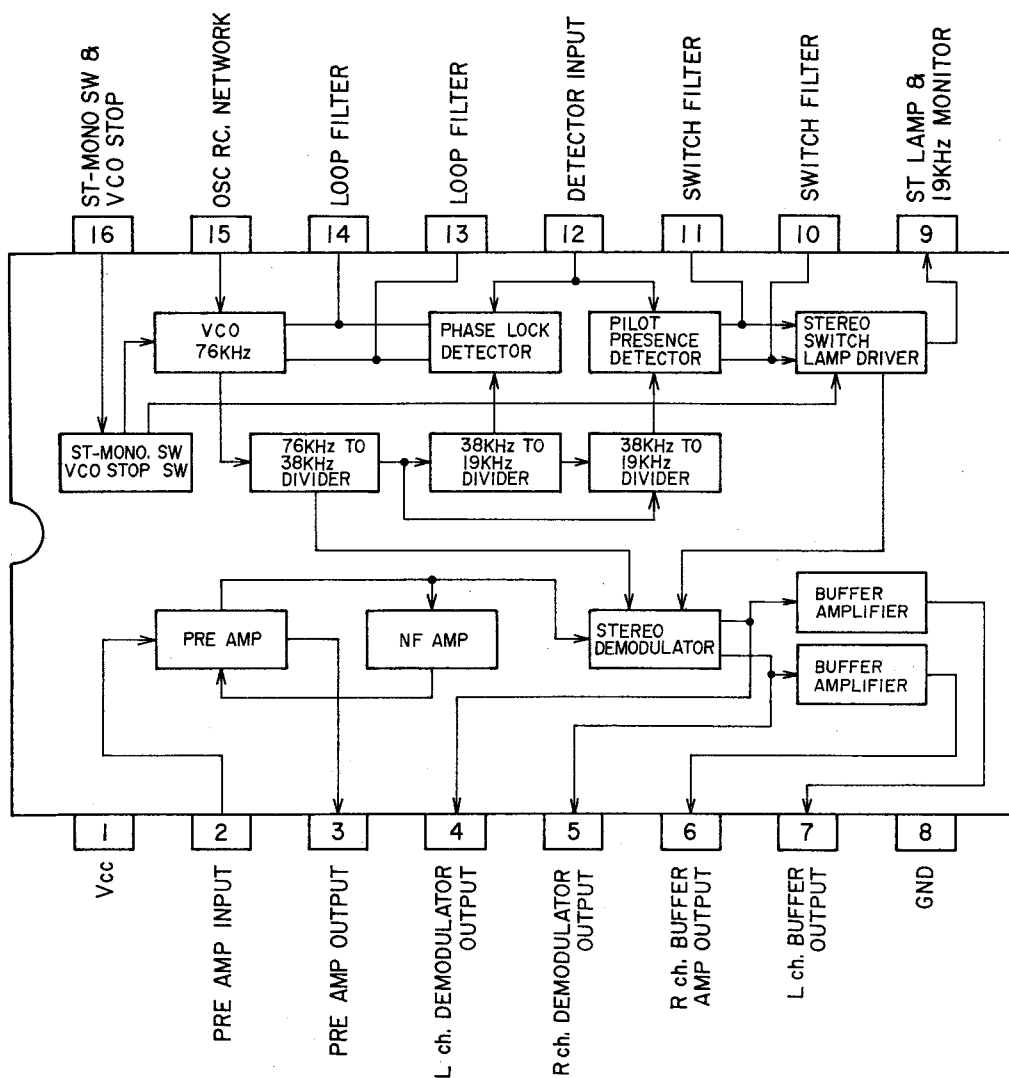 ST-MONO SW &
VCO STOP
OSC RC. NETWORK
LOOP FILTER
LOOP FILTER
DETECTOR INPUT
SWITCH FILTER
SWITCH FILTER
ST LAMP &
19KHz MONITOR
16
15
14
13
12
11
10
9
VCO
76KHz
PHASE LOCK
DETECTOR
PILOT
PRESENCE
DETECTOR
STEREO
SWITCH
LAMP DRIVER
ST-MONO. SW
VCO STOP SW
76KHz TO
38KHz
DIVIDER
38KHz TO
19KHz
DIVIDER
38KHz TO
19KHz
DIVIDER
PRE AMP
NF AMP
STEREO
DEMODULATOR
BUFFER
AMPLIFIER
BUFFER
AMPLIFIER
1
2
3
4
5
6
7
8
Vcc
PRE AMP INPUT
PRE AMP OUTPUT
L ch. DEMODULATOR
OUTPUT
R ch. DEMODULATOR
OUTPUT
R ch. BUFFER
AMP OUTPUT
L ch. BUFFER
OUTPUT
GND